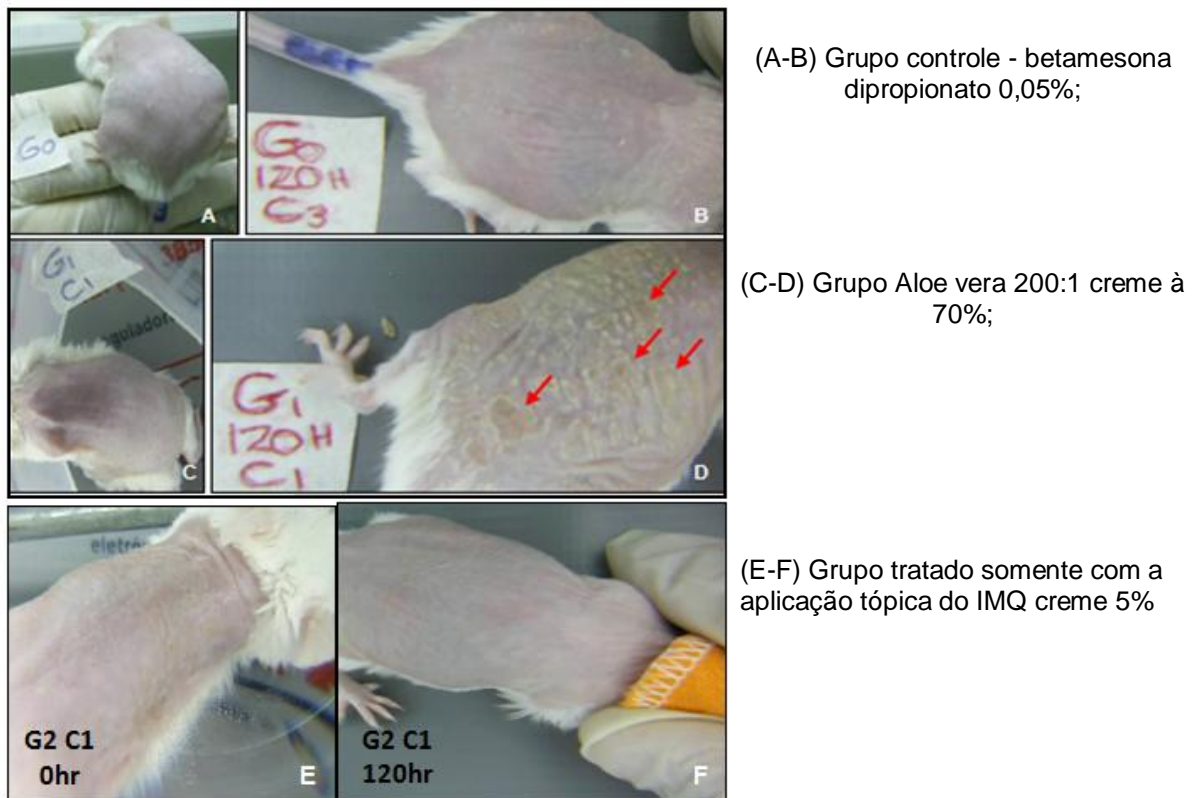 G0
A
G0
120H
C3
B
(A-B) Grupo controle - betamesona
dipropionato 0,05%;
G1
C1
C
G1
120H
C1
D
(C-D) Grupo Aloe vera 200:1 creme à
70%;
G2 C1
0hr
E
G2 C1
120hr
F
(E-F) Grupo tratado somente com a
aplicação tópica do IMQ creme 5%